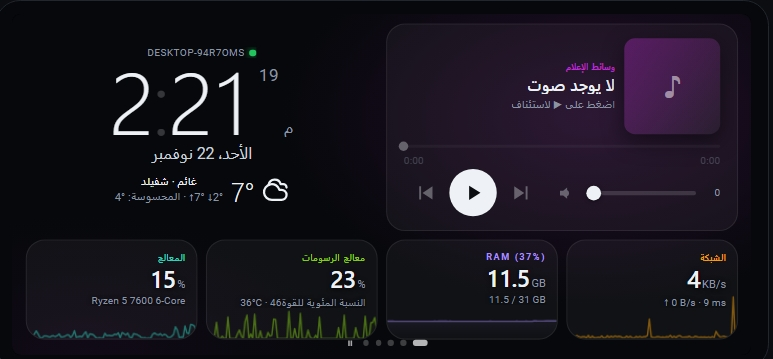 DESKTOP-94R7OMS
2:21
19
م
الأحد، 22 نوفمبر
غائم · شفيلد
7°
↑7° ↓2° · المحسوسة: 4°
وسائط الإعلام
لا يوجد صوت
اضغط على ▶ لاستئناف
0:00
0:00
0
المعالج
15%
Ryzen 5 7600 6-Core
معالج الرسومات
23%
النسبة المئوية للقوة46 · 36°C
RAM (37%)
11.5 GB
11.5 / 31 GB
الشبكة
4 KB/s
↑ 0 B/s · 9 ms